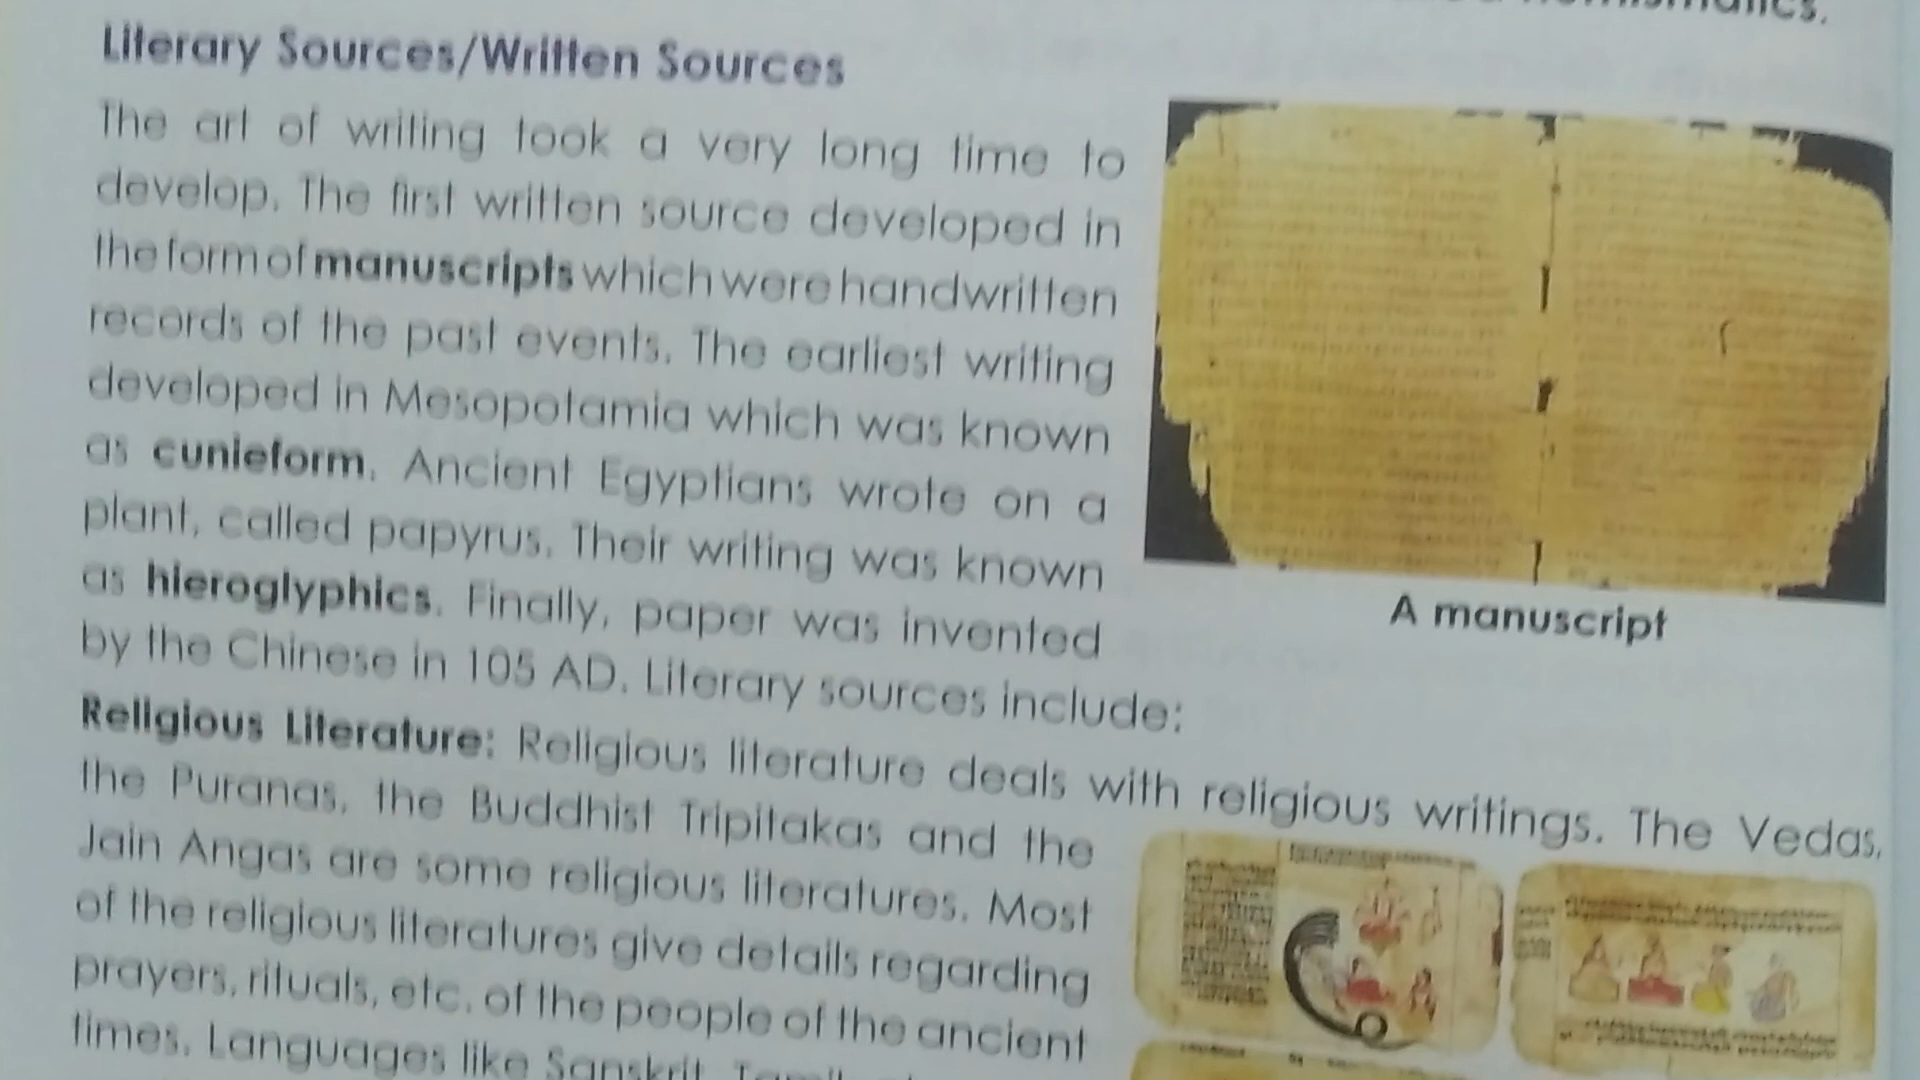 Literary Sources/Written Sources
The art of writing took a very long time to
develop. The first written source developed in
the form of manuscripts which were handwritten
records of the past events. The earliest writing
developed in Mesopotamia which was known
as cunieform. Ancient Egyptians wrote on a
plant, called papyrus. Their writing was known
as hieroglyphics. Finally, paper was invented
by the Chinese in 105 AD. Literary sources include:
A manuscript
Religious Literature: Religious literature deals with religious writings. The Vedas,
the Puranas, the Buddhist Tripitakas and the
Jain Angas are some religious literatures. Most
of the religious literatures give details regarding
prayers, rituals, etc. of the people of the ancient
times. Languages like Sanskrit,